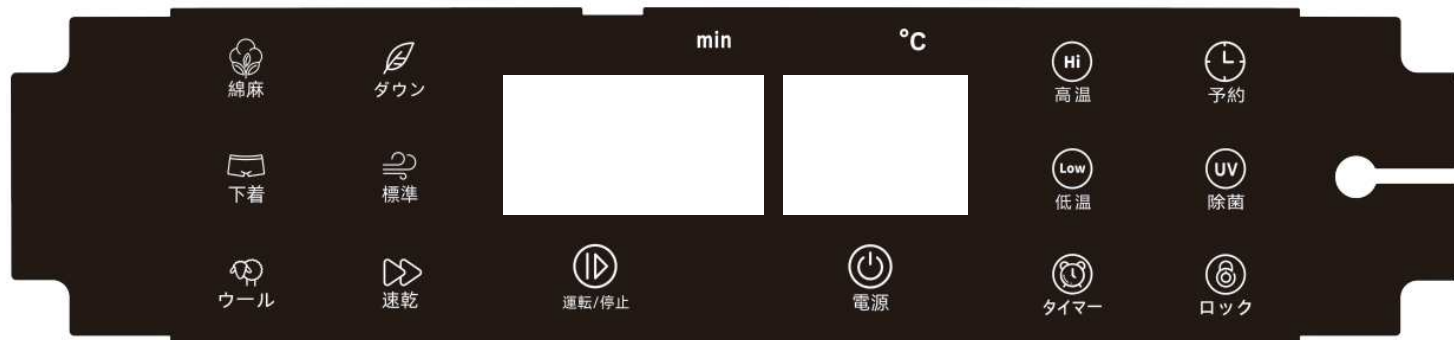 min
°C
綿麻
ダウン
Hi
高温
予約
下着
標準
Low
低温
UV
除菌
ウール
速乾
運転/停止
電源
タイマー
ロック